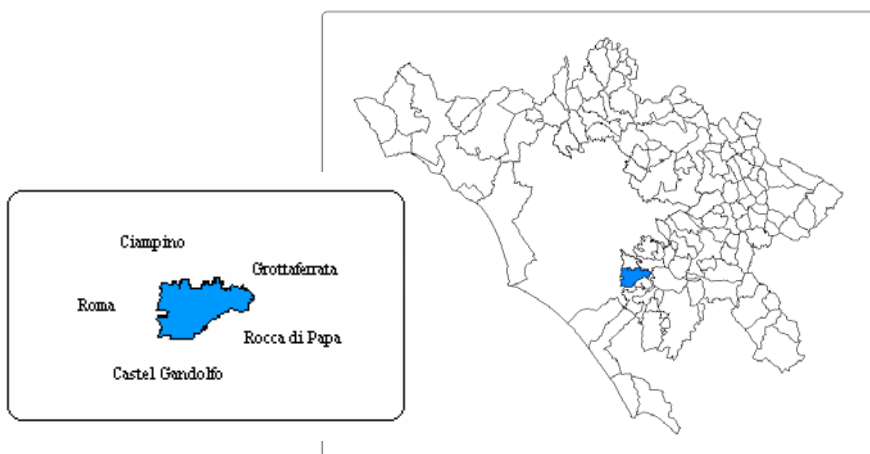 Ciampino
Grottaferrata
Roma
Rocca di Papa
Castel Gandolfo